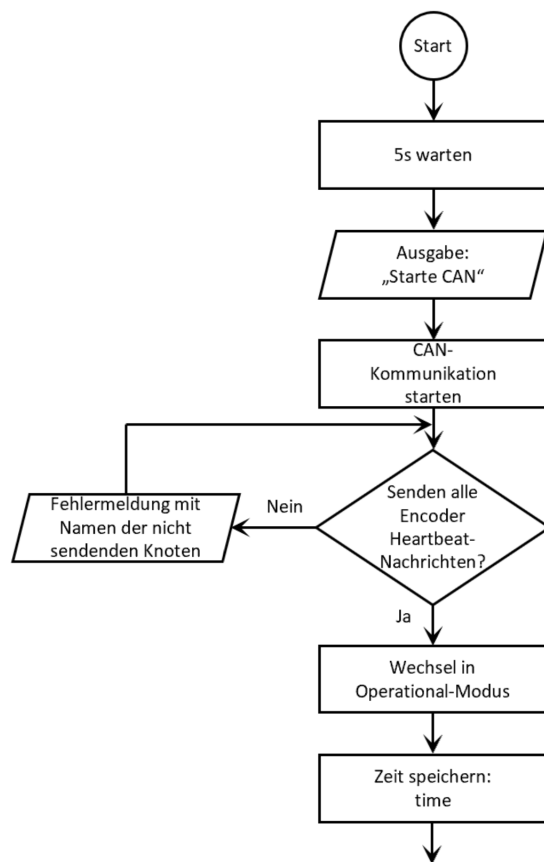 Start
5s warten
Ausgabe:
„Starte CAN“
CAN-
Kommunikation
starten
Senden alle
Encoder
Heartbeat-
Nachrichten?
Nein
Fehlermeldung mit
Namen der nicht
sendenden Knoten
Ja
Wechsel in
Operational-Modus
Zeit speichern:
time